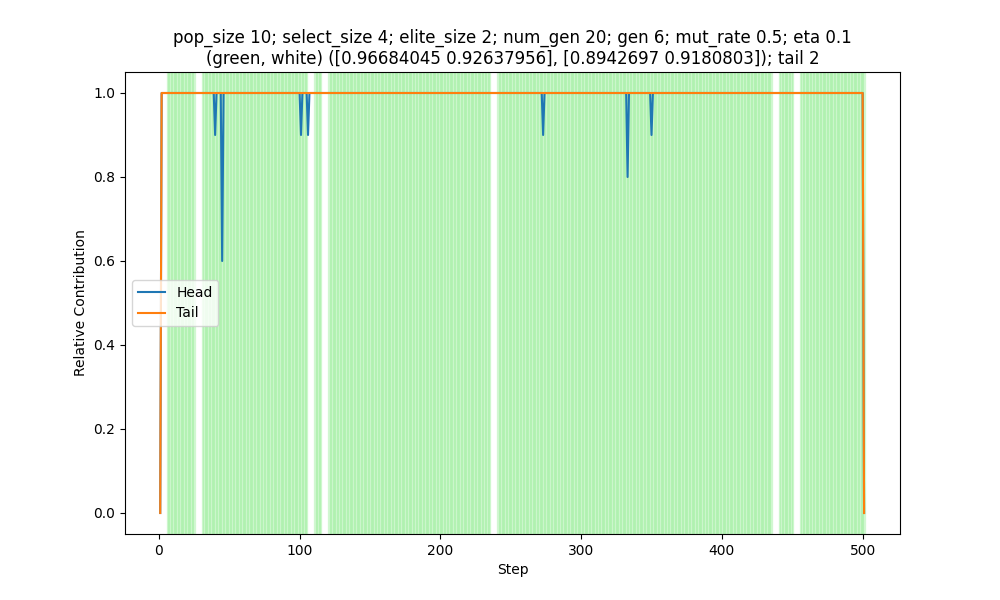 pop_size 10; select_size 4; elite_size 2; num_gen 20; gen 6; mut_rate 0.5; eta 0.1
(green, white) ([0.96684045 0.92637956], [0.8942697 0.9180803]); tail 2
1.0
0.8
0.6
0.4
0.2
0.0
Relative Contribution
Head
Tail
0
100
200
300
400
500
Step